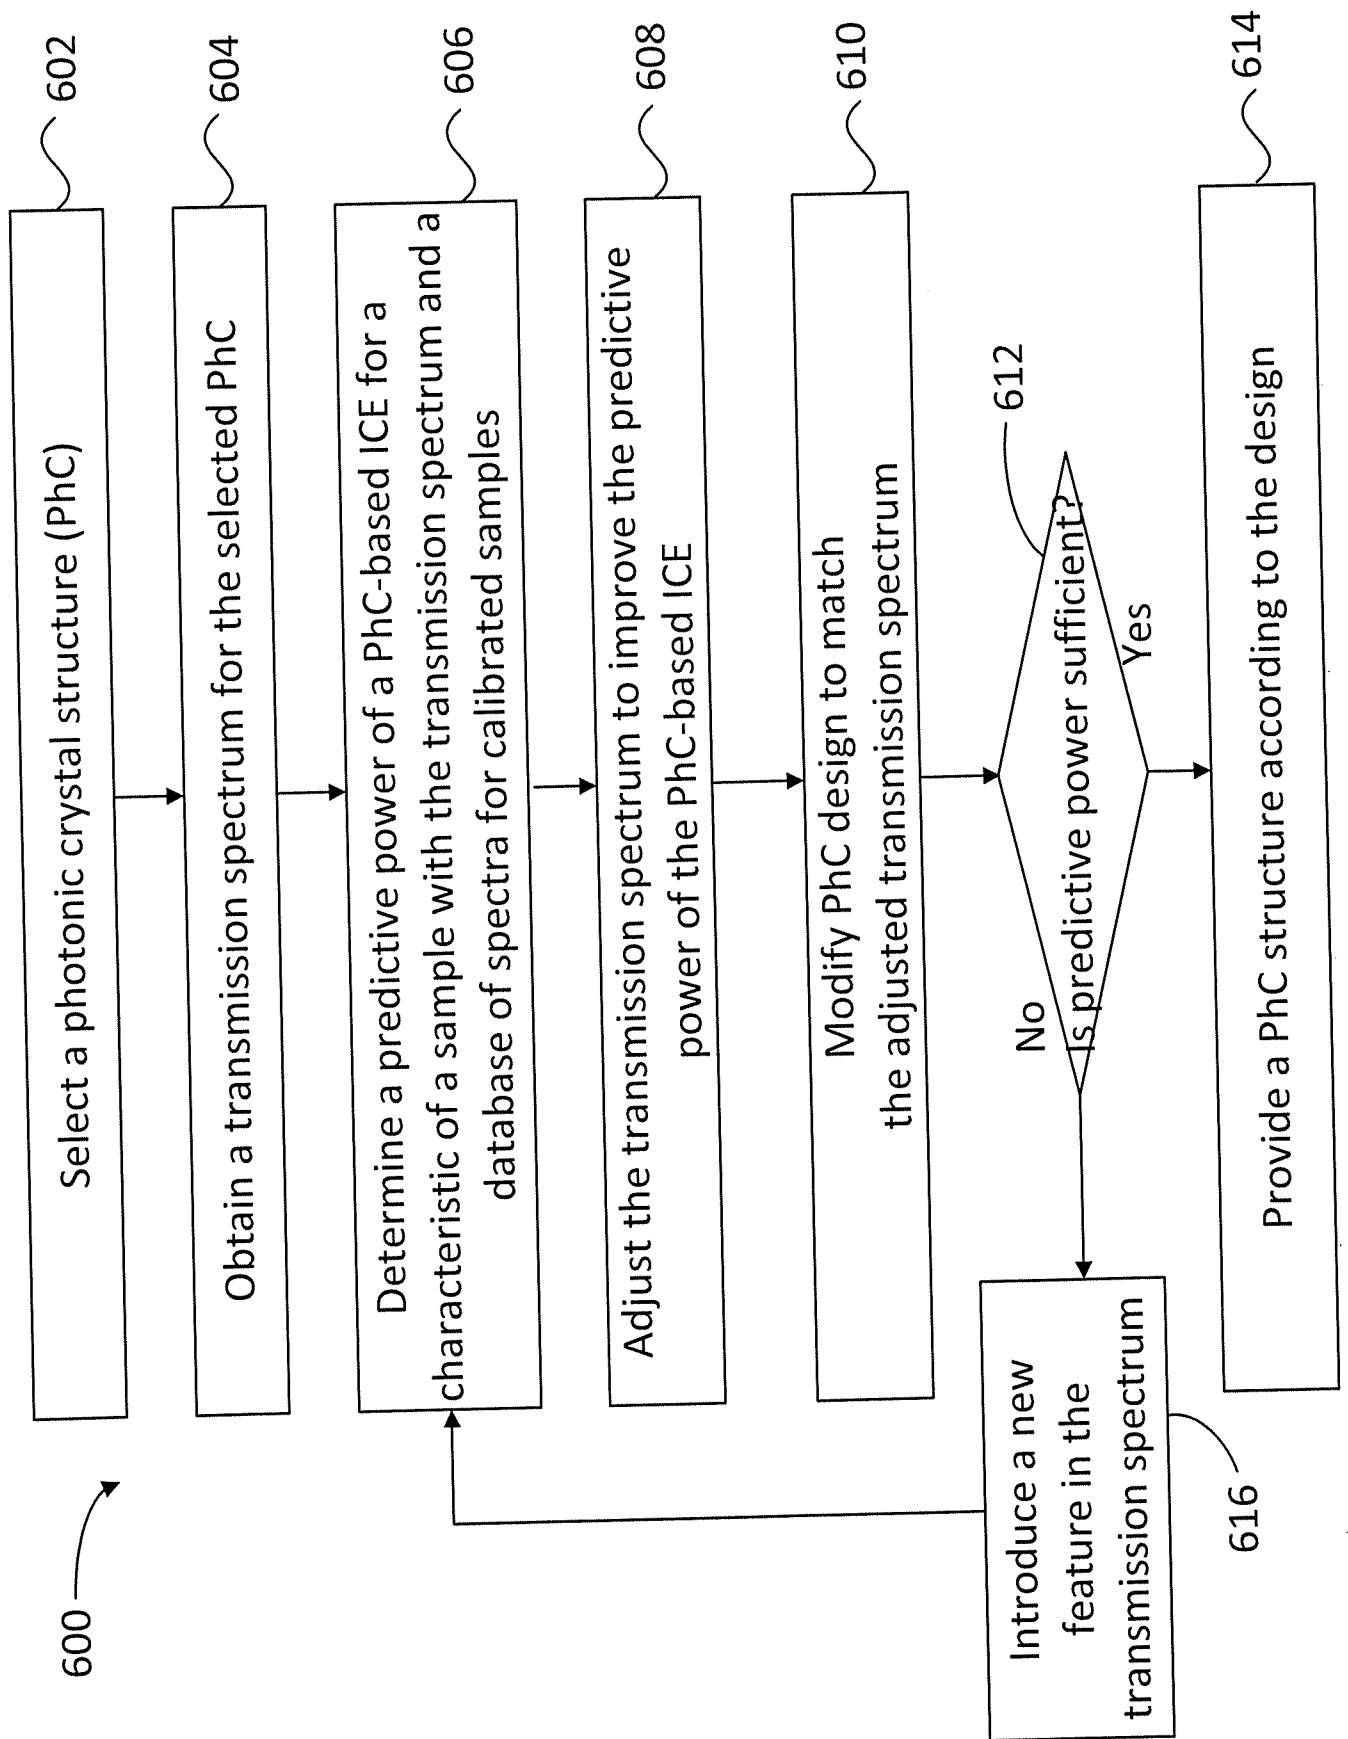 600
Select a photonic crystal structure (PhC)
602
Obtain a transmission spectrum for the selected PhC
604
Determine a predictive power of a PhC-based ICE for a
characteristic of a sample with the transmission spectrum and a
database of spectra for calibrated samples
606
Adjust the transmission spectrum to improve the predictive
power of the PhC-based ICE
608
Modify PhC design to match
the adjusted transmission spectrum
610
612
No
Is predictive power sufficient?
Yes
Introduce a new
feature in the
transmission spectrum
616
Provide a PhC structure according to the design
614